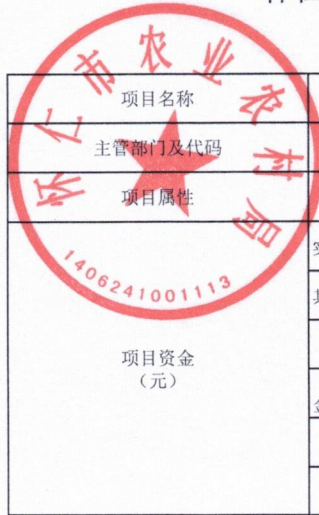 怀仁市农业农村局
项目名称
主管部门及代码
项目属性
1406241001113
项目资金
（元）